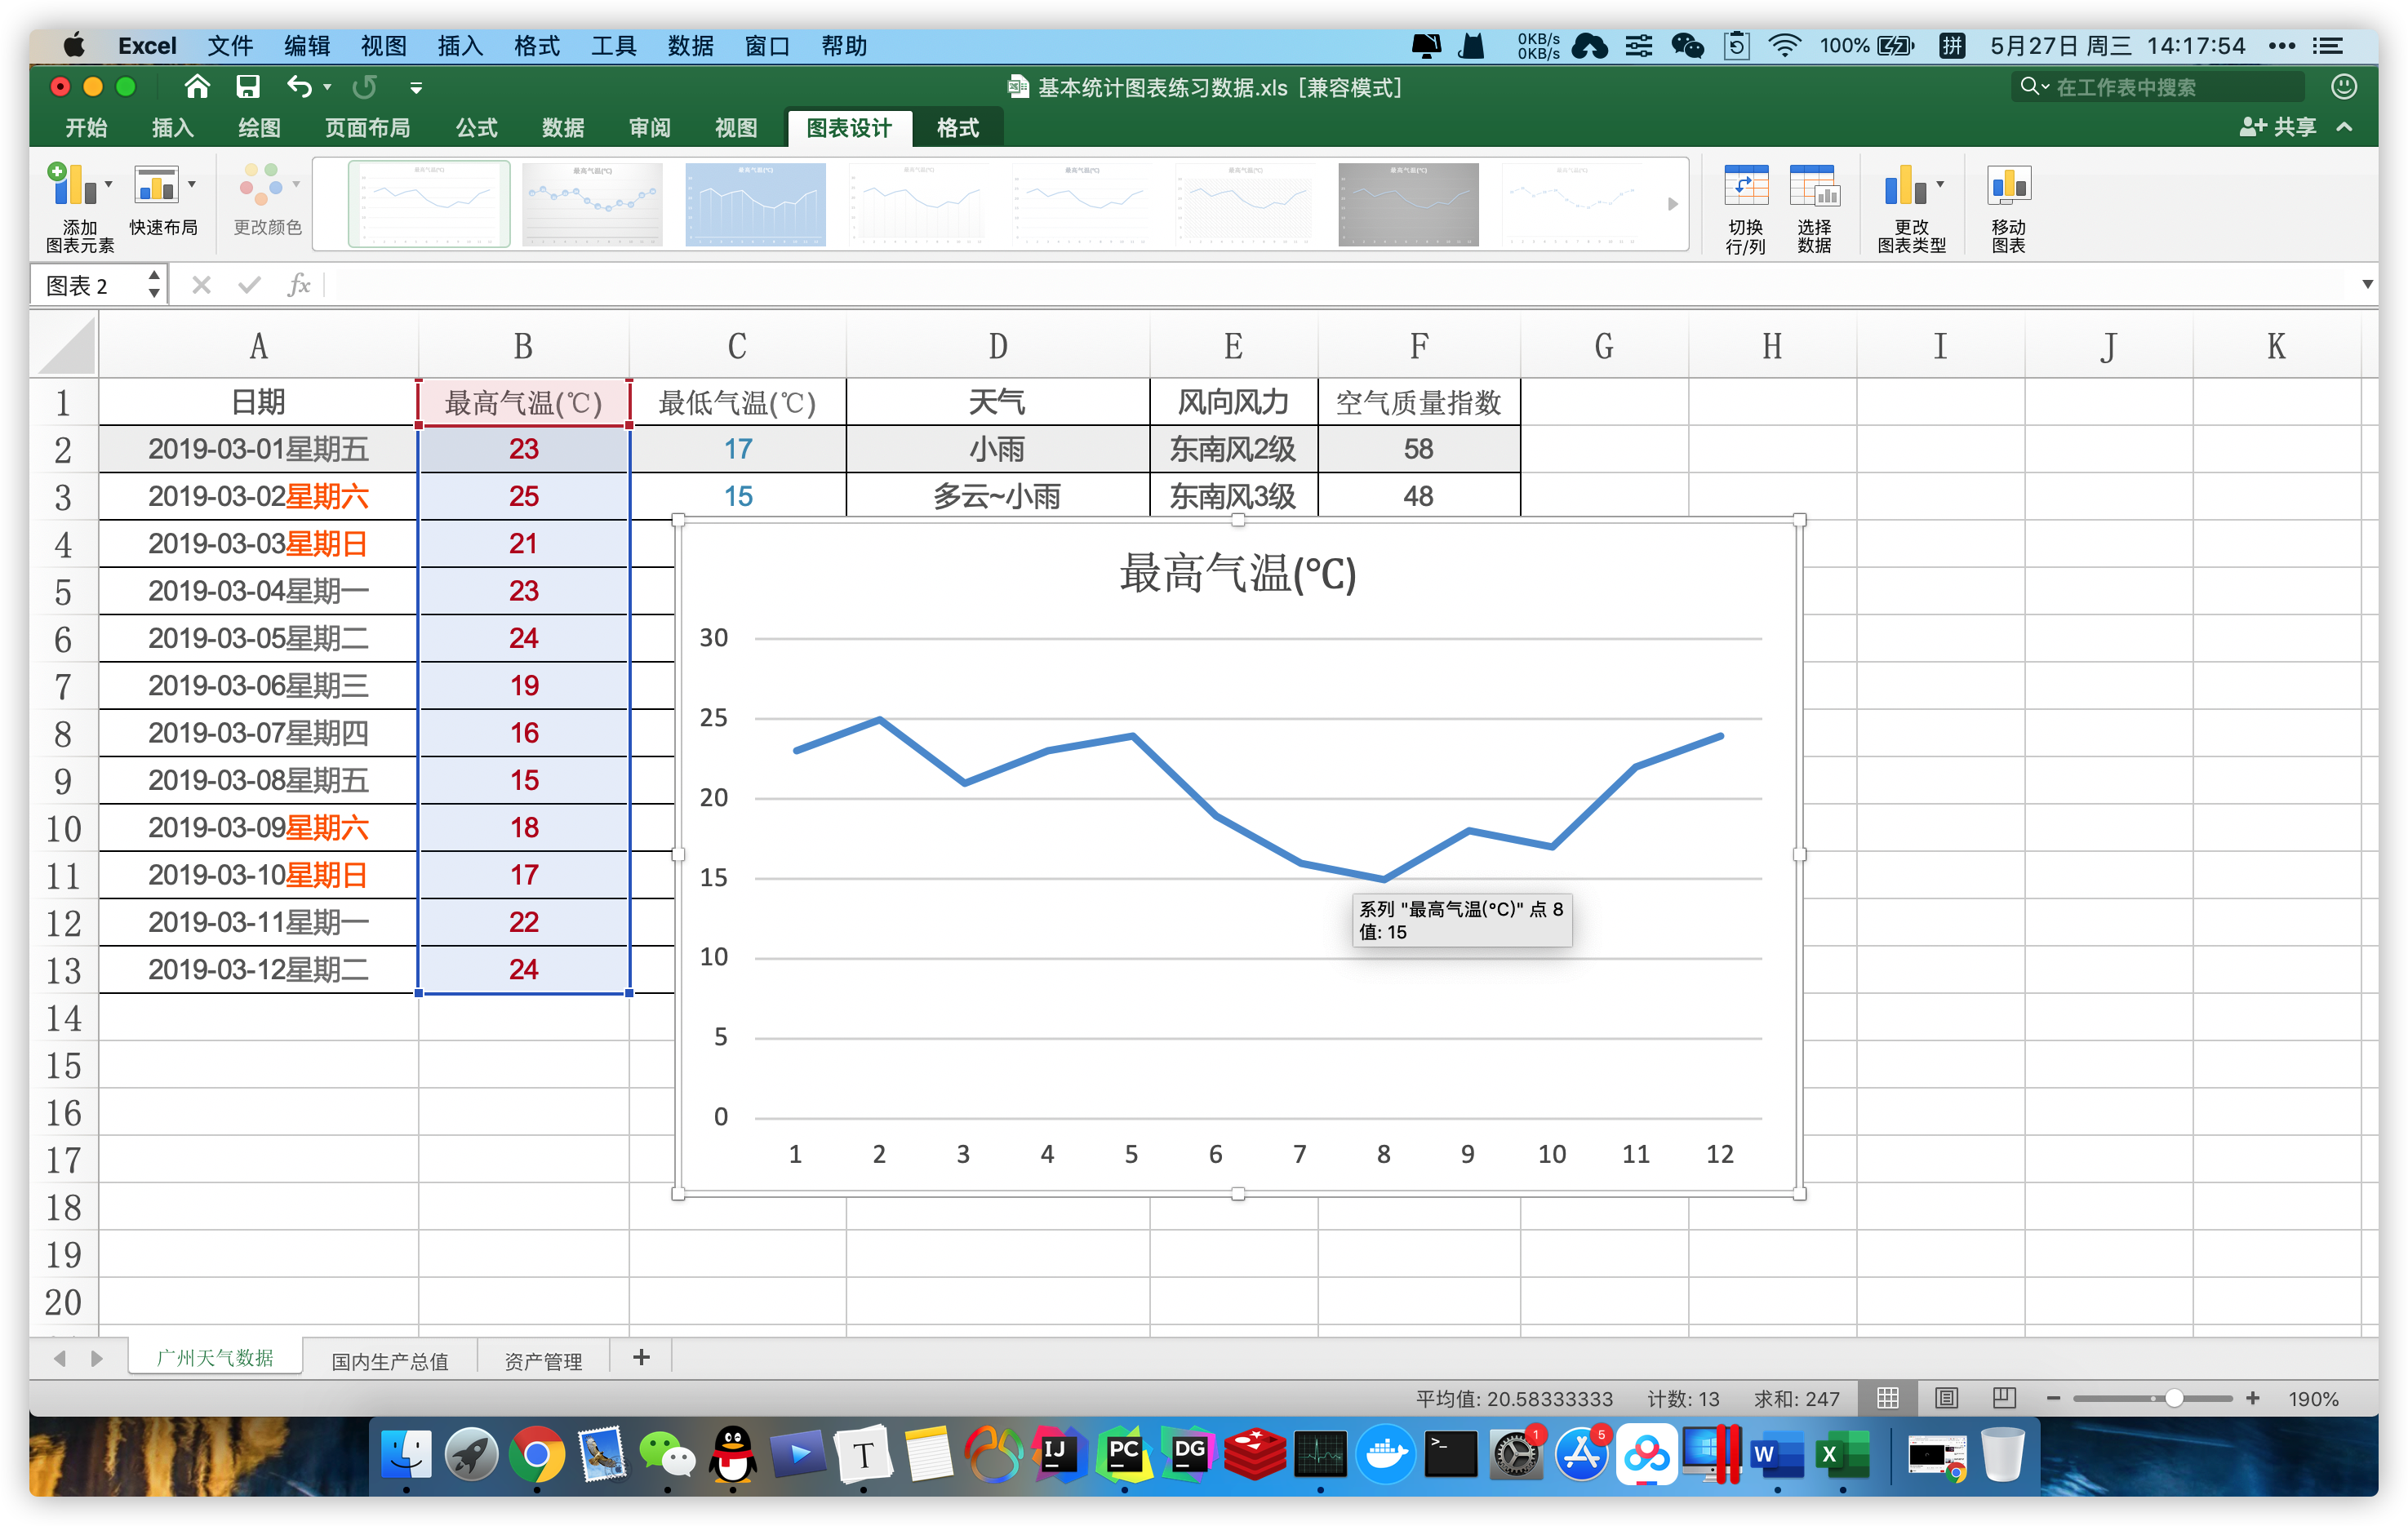 Excel 文件 编辑 视图 插入 格式 工具 数据 窗口 帮助 0KB/s 0KB/s 100% 拼 5月27日 周三 14:17:54
基本统计图表练习数据.xls [兼容模式] 在工作表中搜索
开始 插入 绘图 页面布局 公式 数据 审阅 视图 图表设计 格式 共享
添加图表元素 快速布局 更改颜色 切换行/列 选择数据 更改图表类型 移动图表
图表 2 fx
A B C D E F G H I J K
1 日期 最高气温(℃) 最低气温(℃) 天气 风向风力 空气质量指数
2 2019-03-01星期五 23 17 小雨 东南风2级 58
3 2019-03-02星期六 25 15 多云~小雨 东南风3级 48
4 2019-03-03星期日 21
5 2019-03-04星期一 23
6 2019-03-05星期二 24
7 2019-03-06星期三 19
8 2019-03-07星期四 16
9 2019-03-08星期五 15
10 2019-03-09星期六 18
11 2019-03-10星期日 17
12 2019-03-11星期一 22
13 2019-03-12星期二 24
14
15
16
17
18
19
20
最高气温(℃)
30
25
20
15
10
5
0
1 2 3 4 5 6 7 8 9 10 11 12
系列 "最高气温(°C)" 点 8
值: 15
广州天气数据 国内生产总值 资产管理 +
平均值: 20.58333333 计数: 13 求和: 247 190%
T IJ PC DG >_ 1 5 W X